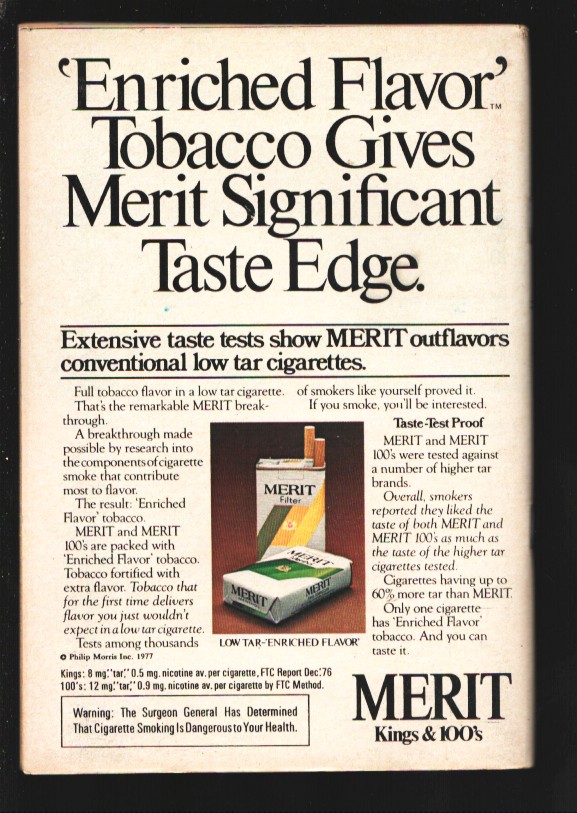 'Enriched Flavor'™
Tobacco Gives
Merit Significant
Taste Edge.
Extensive taste tests show MERIT outflavors
conventional low tar cigarettes.
Full tobacco flavor in a low tar cigarette.
That's the remarkable MERIT break-
through.
A breakthrough made
possible by research into
the components of cigarette
smoke that contribute
most to flavor.
The result: 'Enriched
Flavor' tobacco.
MERIT and MERIT
100's are packed with
'Enriched Flavor' tobacco.
Tobacco fortified with
extra flavor. Tobacco that
for the first time delivers
flavor you just wouldn't
expect in a low tar cigarette.
Tests among thousands
of smokers like yourself proved it.
If you smoke, you'll be interested.
Taste-Test Proof
MERIT and MERIT
100's were tested against
a number of higher tar
brands.
Overall, smokers
reported they liked the
taste of both MERIT and
MERIT 100's as much as
the taste of the higher tar
cigarettes tested.
Cigarettes having up to
60% more tar than MERIT.
Only one cigarette
has 'Enriched Flavor'
tobacco. And you can
taste it.
MERIT
Filter
MERIT
MERIT
MERIT
LOW TAR-'ENRICHED FLAVOR'
© Philip Morris Inc. 1977
Kings: 8 mg."tar," 0.5 mg. nicotine av. per cigarette, FTC Report Dec.'76
100's: 12 mg."tar," 0.9 mg. nicotine av. per cigarette by FTC Method.
Warning: The Surgeon General Has Determined
That Cigarette Smoking Is Dangerous to Your Health.
MERIT
Kings & 100's